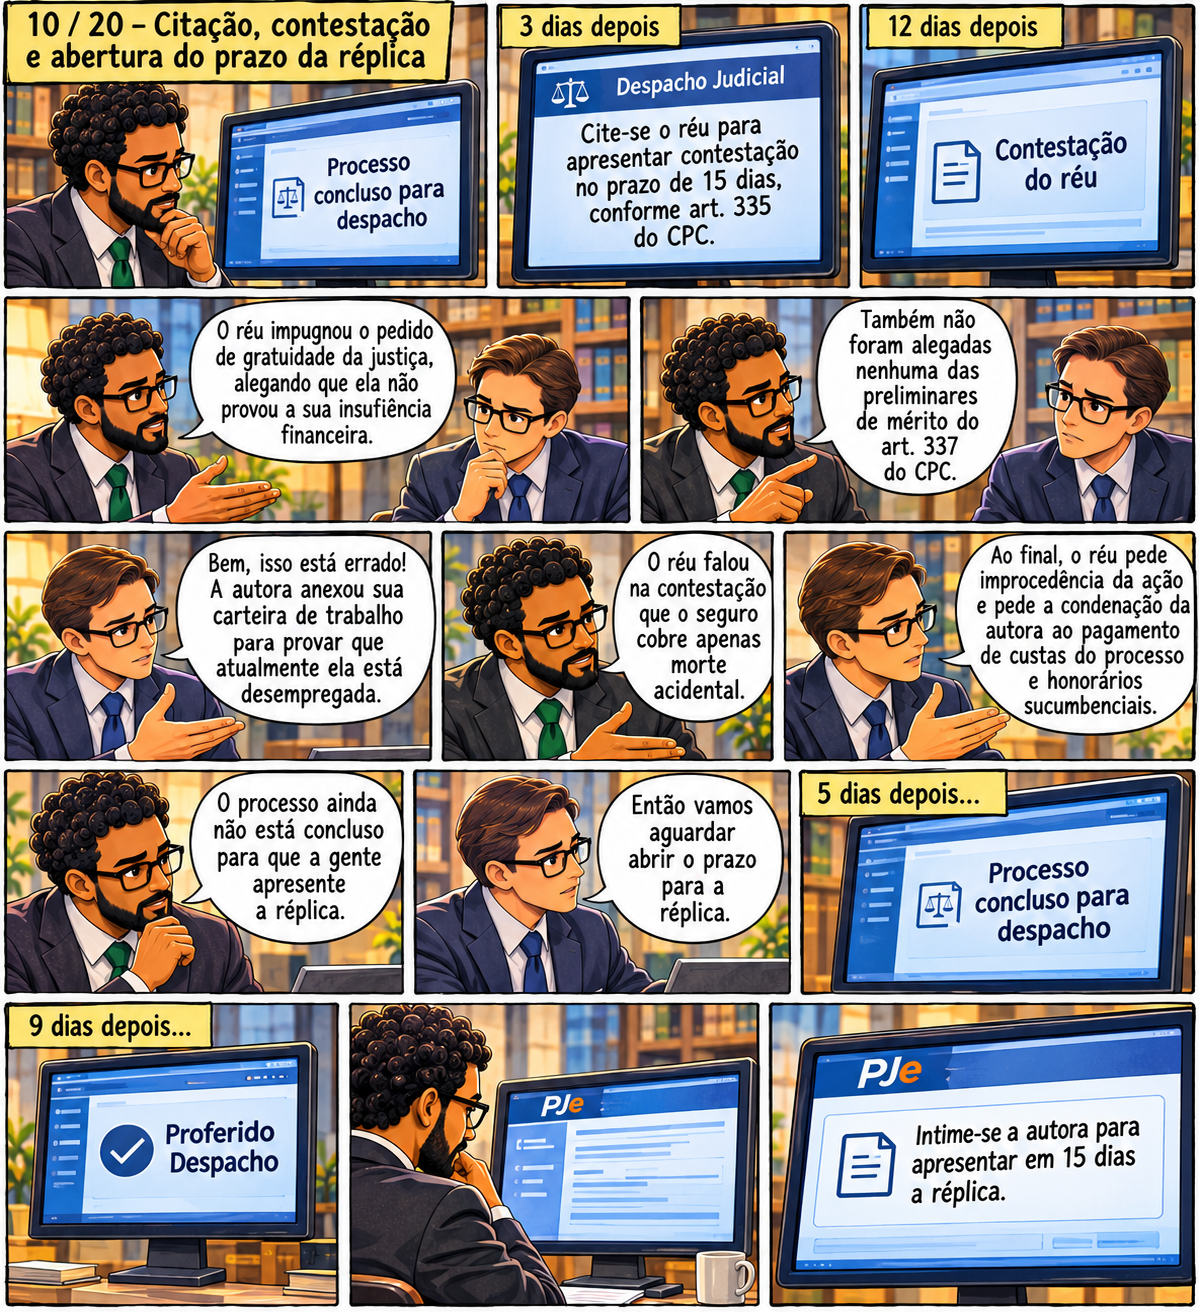 10 / 20 – Citação, contestação
e abertura do prazo da réplica
Processo
concluso para
despacho
3 dias depois
Despacho Judicial
Cite-se o réu para
apresentar contestação
no prazo de 15 dias,
conforme art. 335
do CPC.
12 dias depois
Contestação
do réu
O réu impugnou o pedido
de gratuidade da justiça,
alegando que ela não
provou a sua insufiência
financeira.
Também não
foram alegadas
nenhuma das
preliminares
de mérito do
art. 337
do CPC.
Bem, isso está errado!
A autora anexou sua
carteira de trabalho
para provar que
atualmente ela está
desempregada.
O réu falou
na contestação
que o seguro
cobre apenas
morte
acidental.
Ao final, o réu pede
improcedência da ação
e pede a condenação da
autora ao pagamento
de custas do processo
e honorários
sucumbenciais.
O processo ainda
não está concluso
para que a gente
apresente
a réplica.
Então vamos
aguardar
abrir o prazo
para a
réplica.
5 dias depois...
Processo
concluso para
despacho
9 dias depois...
Proferido
Despacho
PJe
PJe
Intime-se a autora para
apresentar em 15 dias
a réplica.